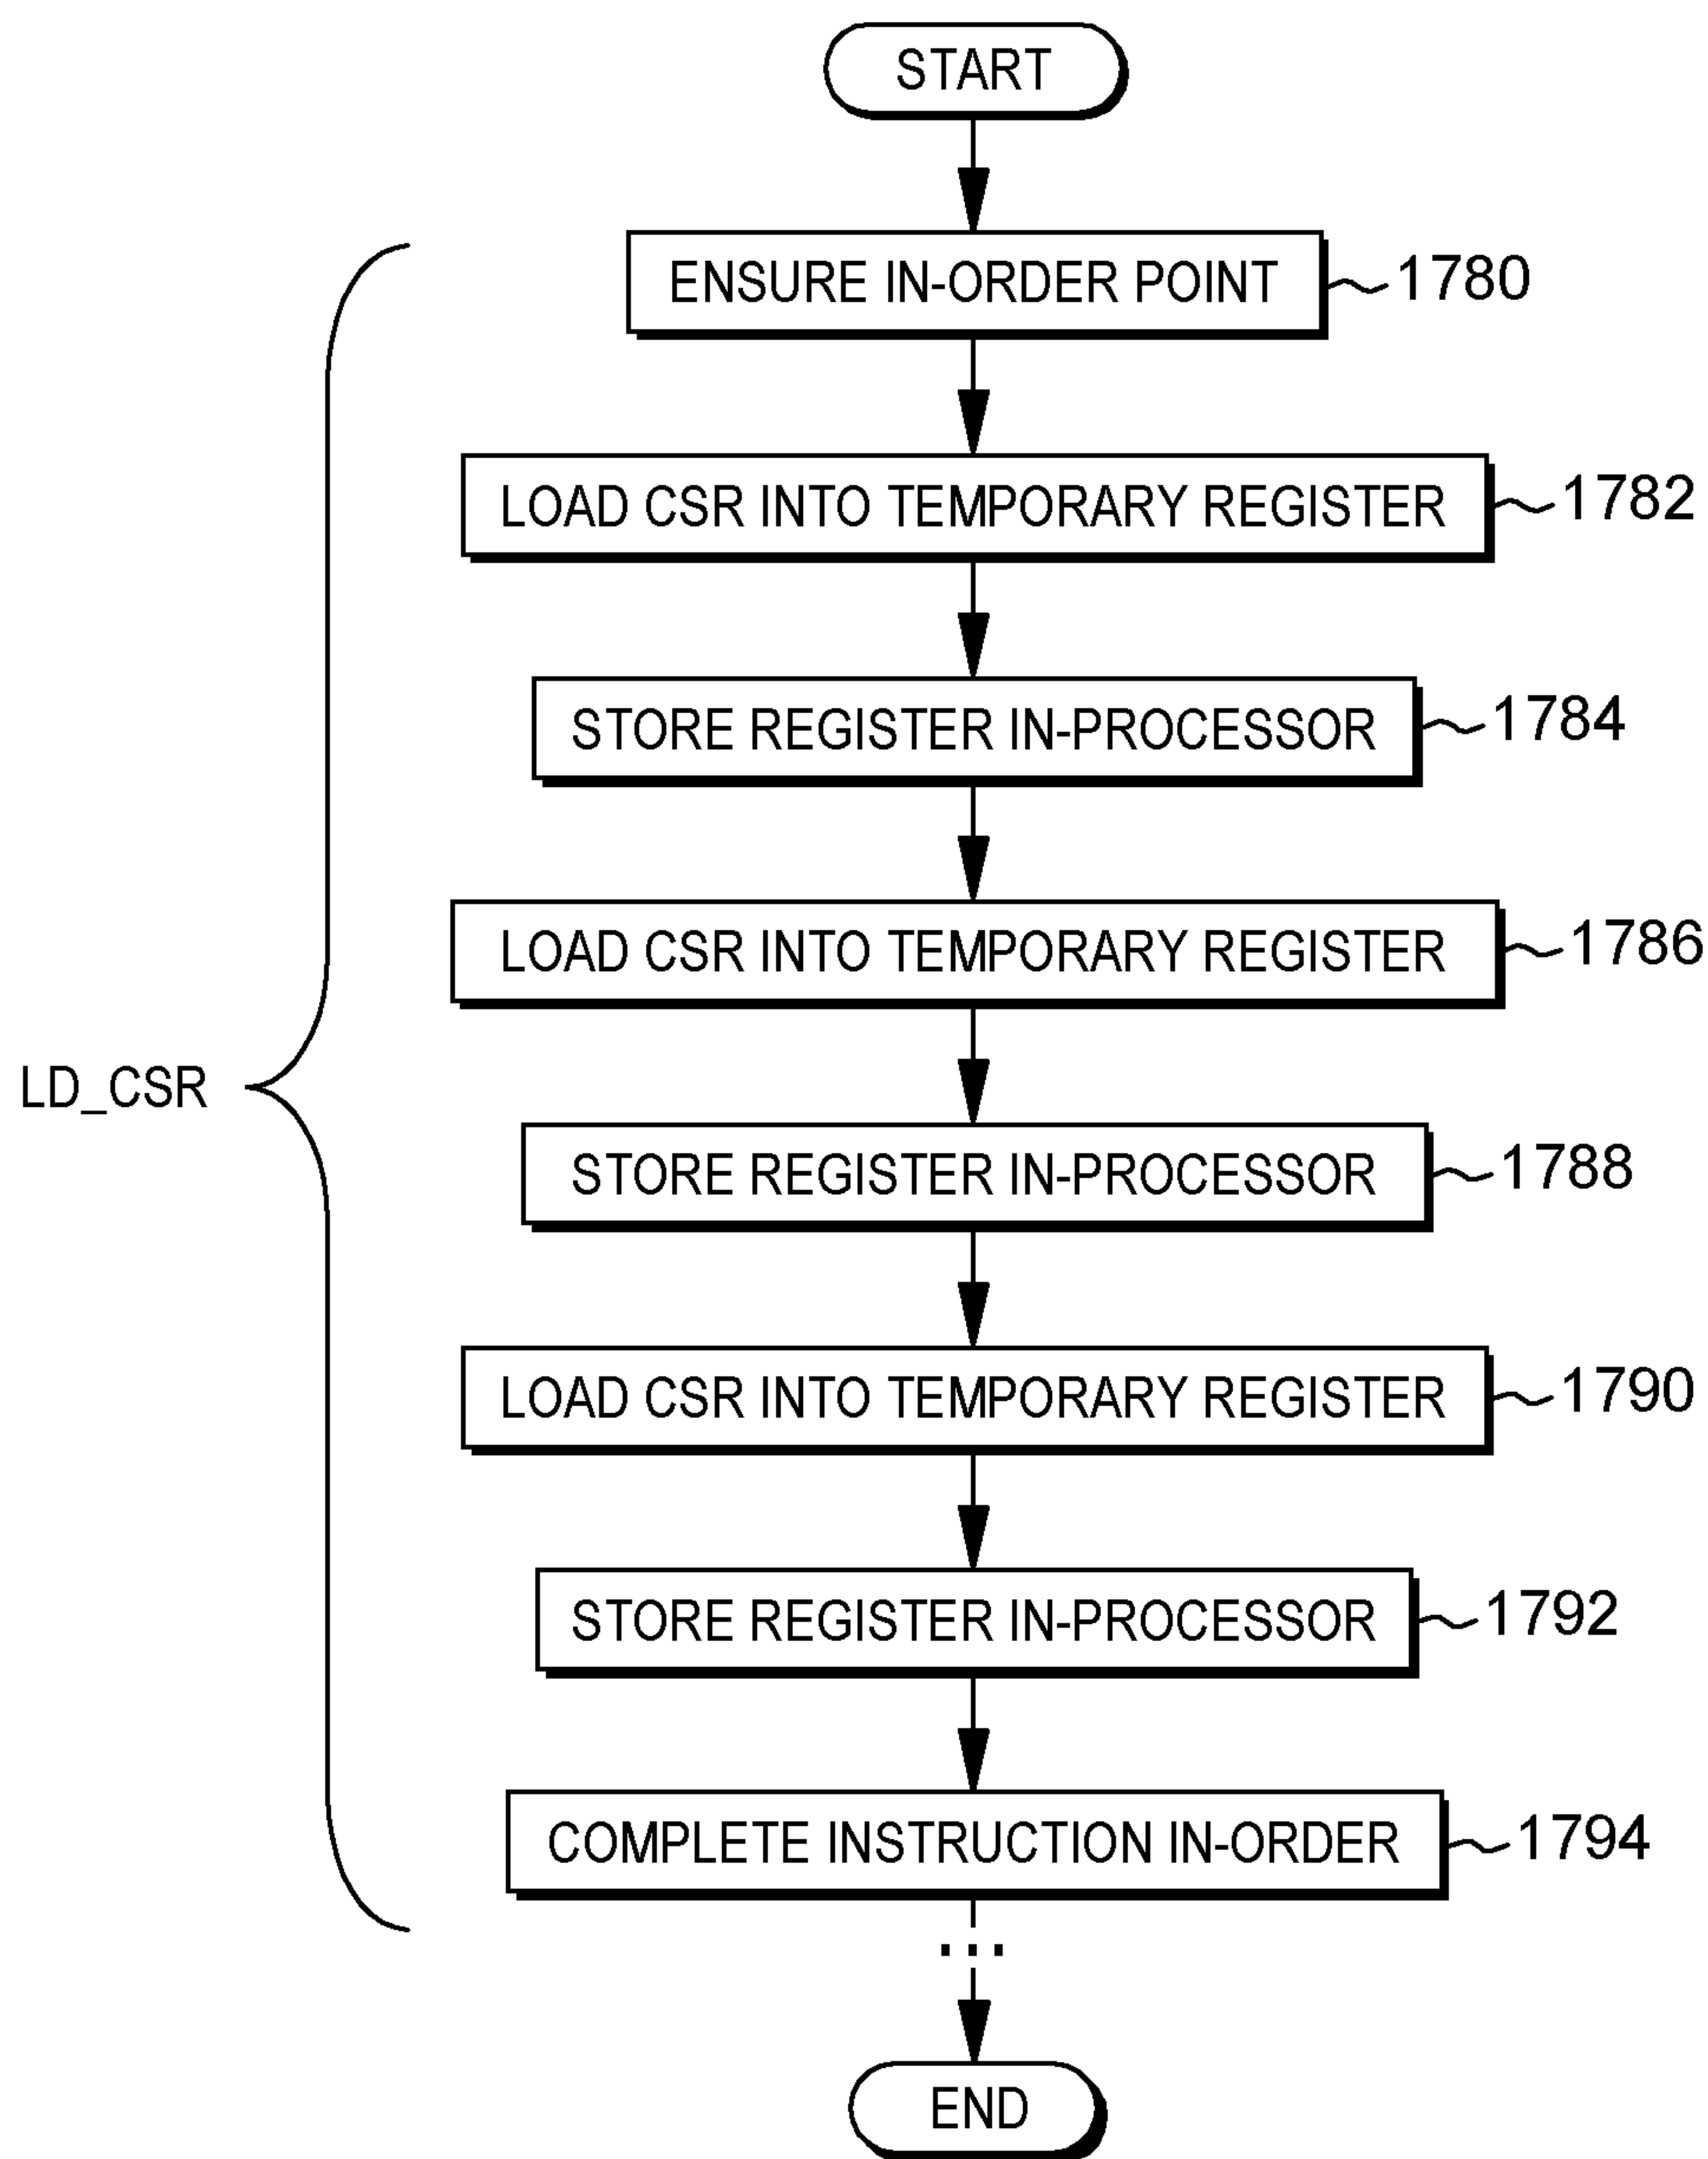 START
ENSURE IN-ORDER POINT
1780
LOAD CSR INTO TEMPORARY REGISTER
1782
STORE REGISTER IN-PROCESSOR
1784
LOAD CSR INTO TEMPORARY REGISTER
1786
LD_CSR
STORE REGISTER IN-PROCESSOR
1788
LOAD CSR INTO TEMPORARY REGISTER
1790
STORE REGISTER IN-PROCESSOR
1792
COMPLETE INSTRUCTION IN-ORDER
1794
...
END